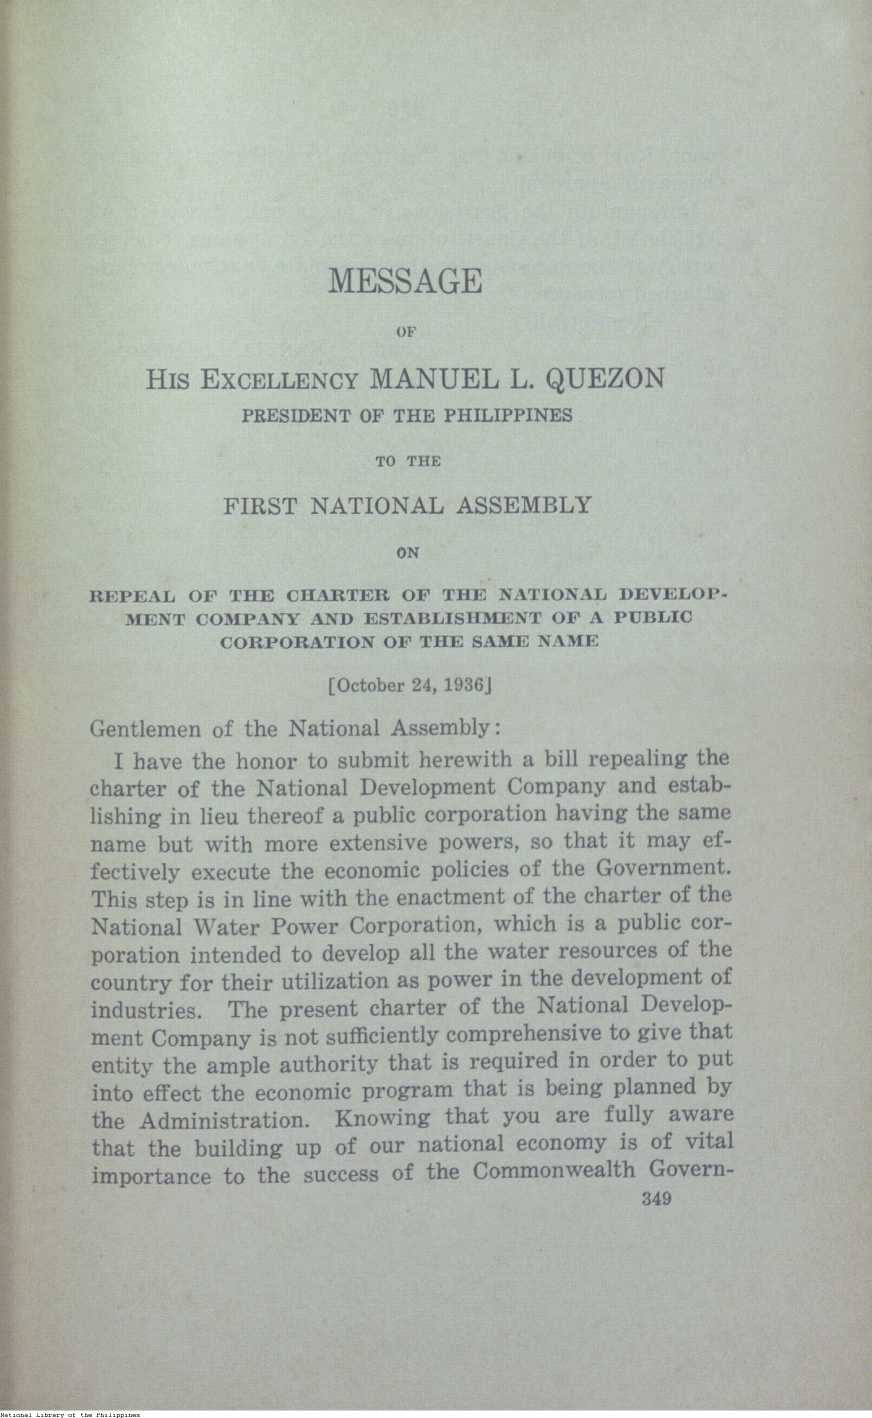 MESSAGE
OF
HIS EXCELLENCY MANUEL L. QUEZON
PRESIDENT OF THE PHILIPPINES
TO THE
FIRST NATIONAL ASSEMBLY
ON
REPEAL OF THE CHARTER OF THE NATIONAL DEVELOP-
MENT COMPANY AND ESTABLISHMENT OF A PUBLIC
CORPORATION OF THE SAME NAME
[October 24, 1936]
Gentlemen of the National Assembly:
I have the honor to submit herewith a bill repealing the
charter of the National Development Company and estab-
lishing in lieu thereof a public corporation having the same
name but with more extensive powers, so that it may ef-
fectively execute the economic policies of the Government.
This step is in line with the enactment of the charter of the
National Water Power Corporation, which is a public cor-
poration intended to develop all the water resources of the
country for their utilization as power in the development of
industries. The present charter of the National Develop-
ment Company is not sufficiently comprehensive to give that
entity the ample authority that is required in order to put
into effect the economic program that is being planned by
the Administration. Knowing that you are fully aware
that the building up of our national economy is of vital
importance to the success of the Commonwealth Govern-
349
National Library of the Philippines